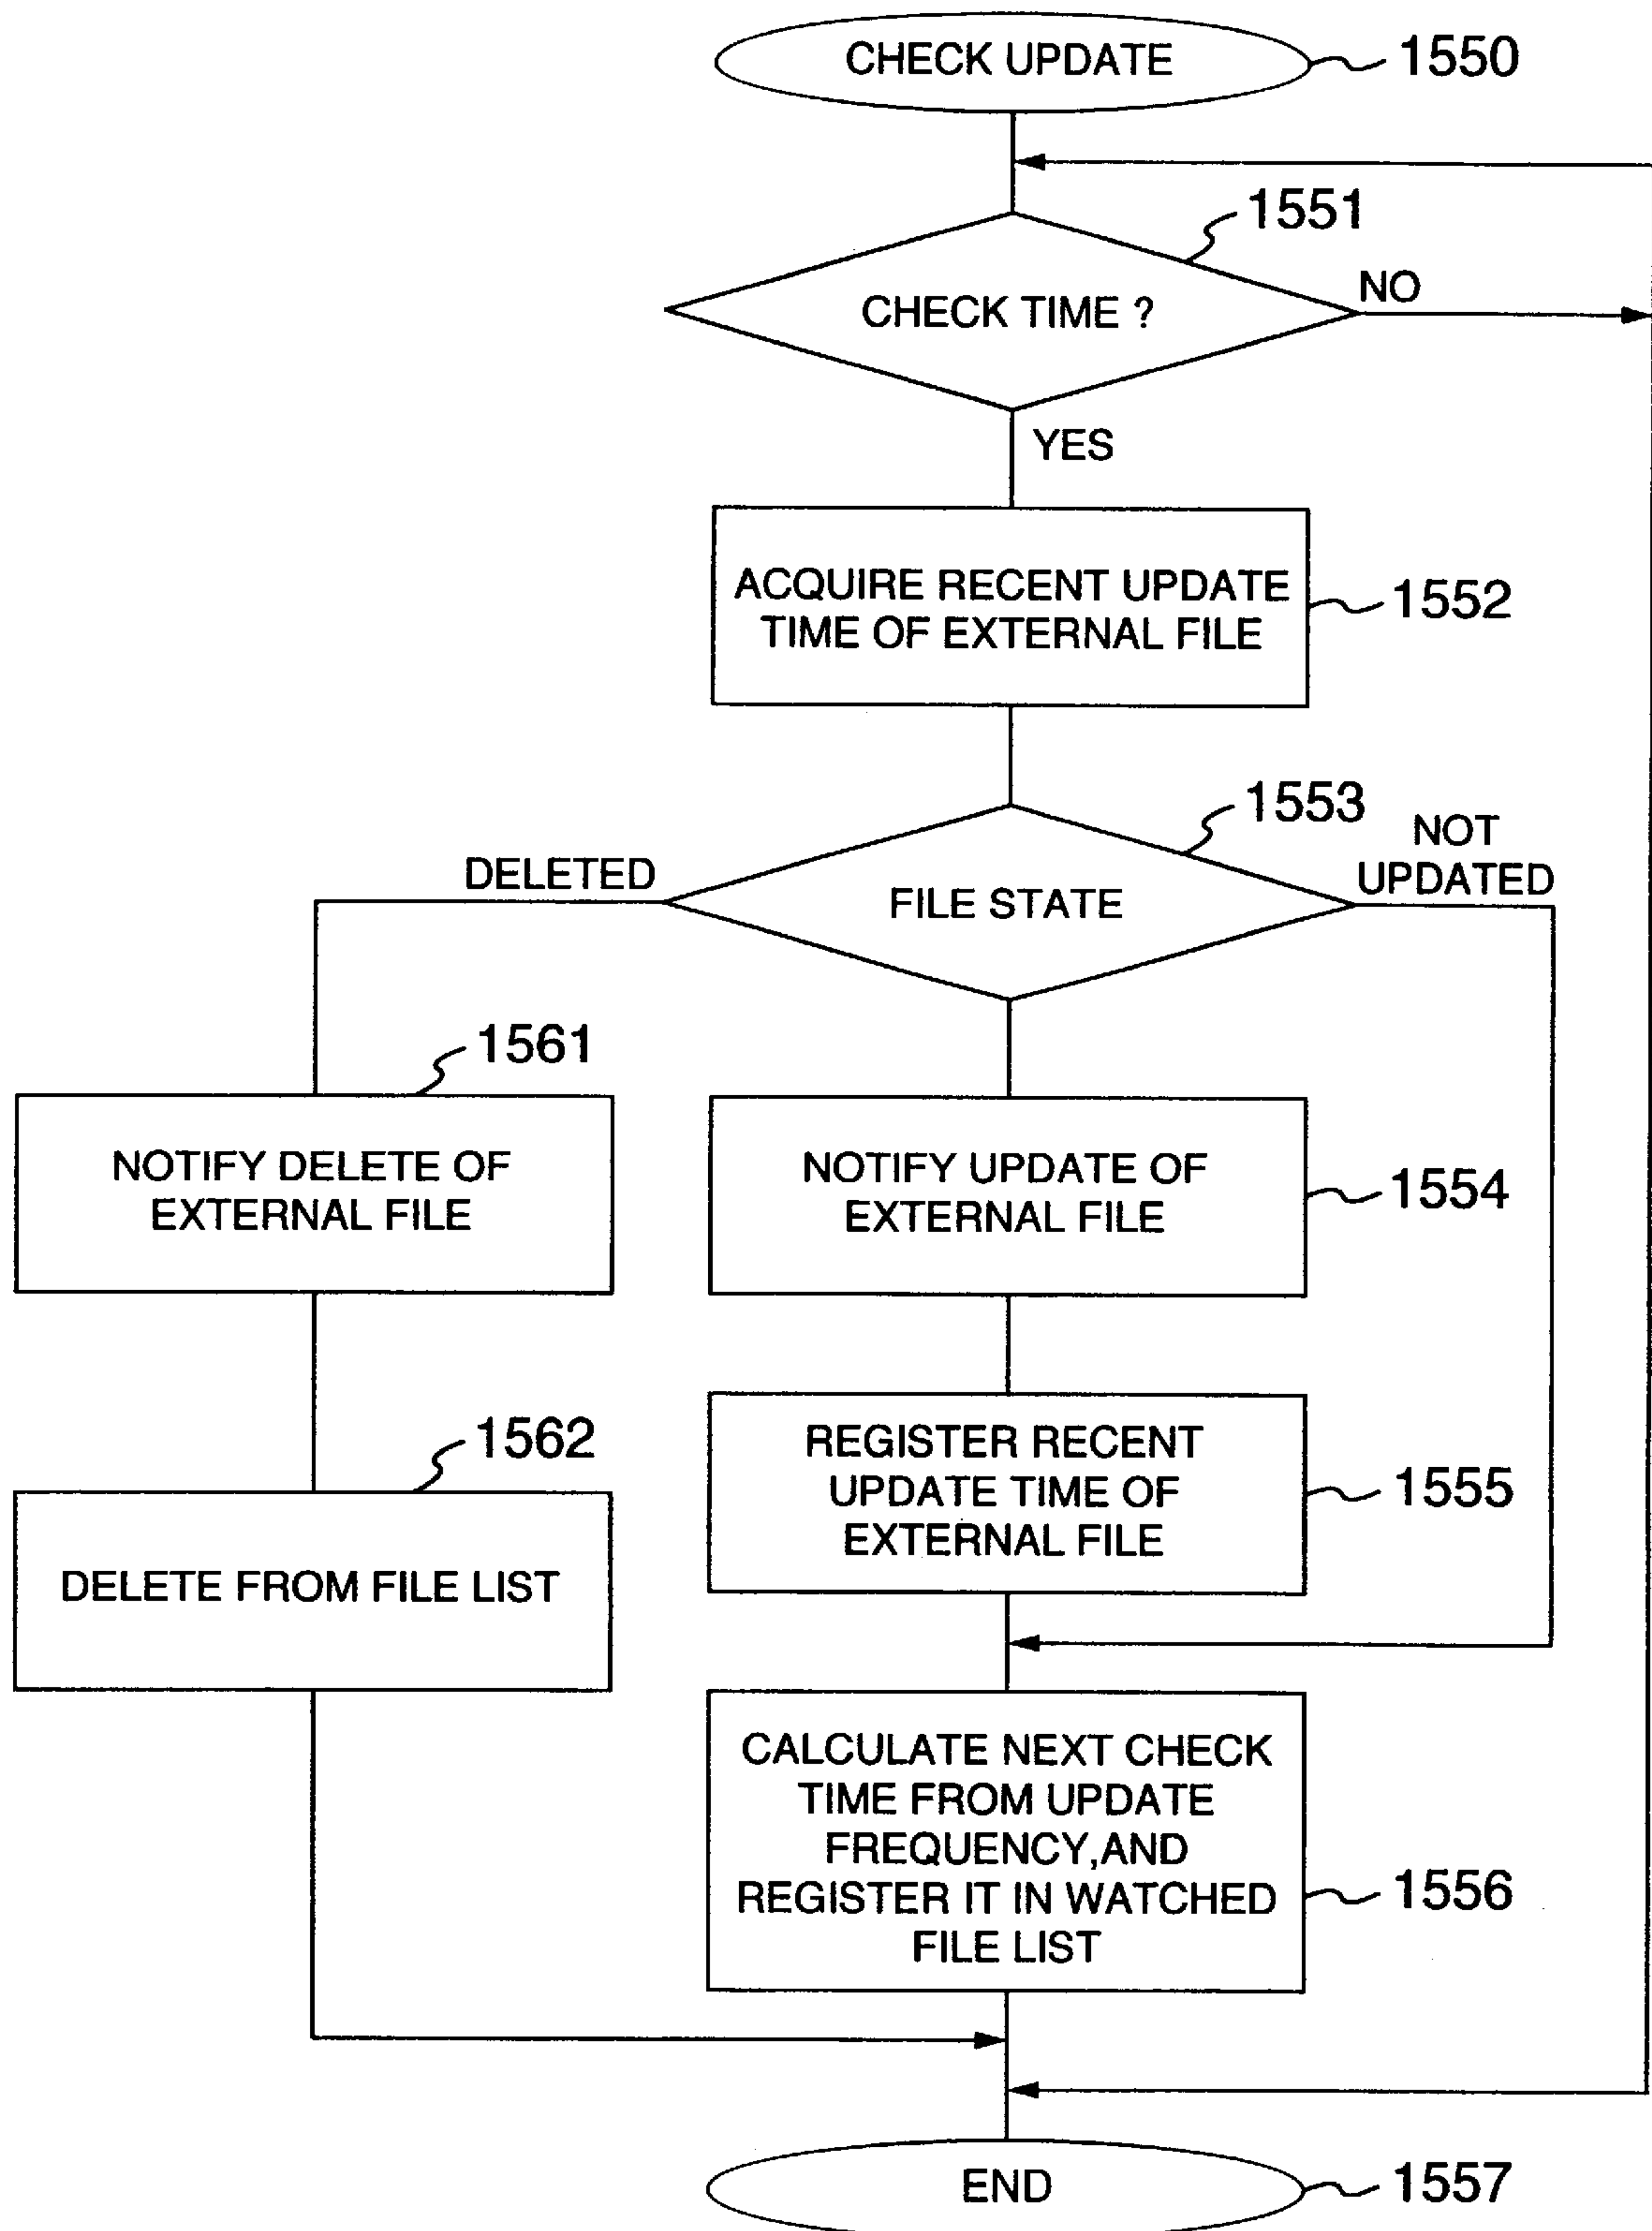 CHECK UPDATE
1550
1551
CHECK TIME ?
NO
YES
ACQUIRE RECENT UPDATE
TIME OF EXTERNAL FILE
1552
1553
DELETED
FILE STATE
NOT
UPDATED
1561
NOTIFY DELETE OF
EXTERNAL FILE
NOTIFY UPDATE OF
EXTERNAL FILE
1554
1562
DELETE FROM FILE LIST
REGISTER RECENT
UPDATE TIME OF
EXTERNAL FILE
1555
CALCULATE NEXT CHECK
TIME FROM UPDATE
FREQUENCY,AND
REGISTER IT IN WATCHED
FILE LIST
1556
END
1557